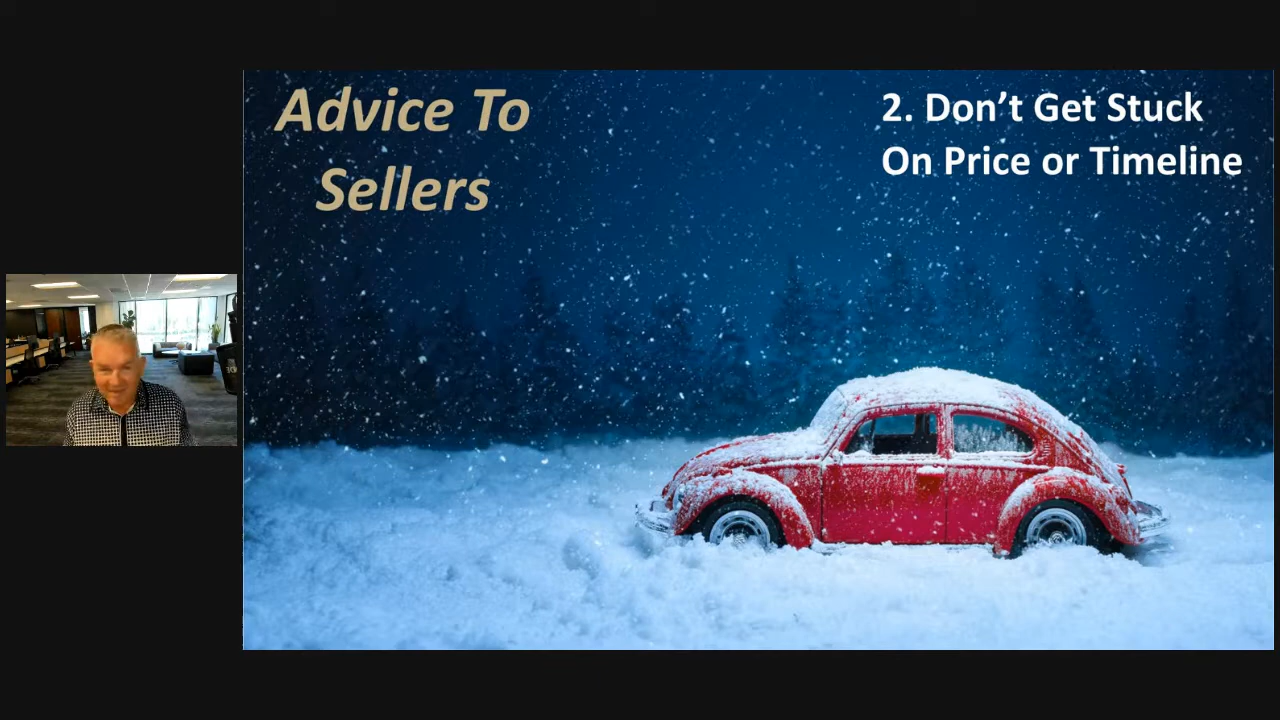 Advice To
Sellers
2. Don’t Get Stuck
On Price or Timeline